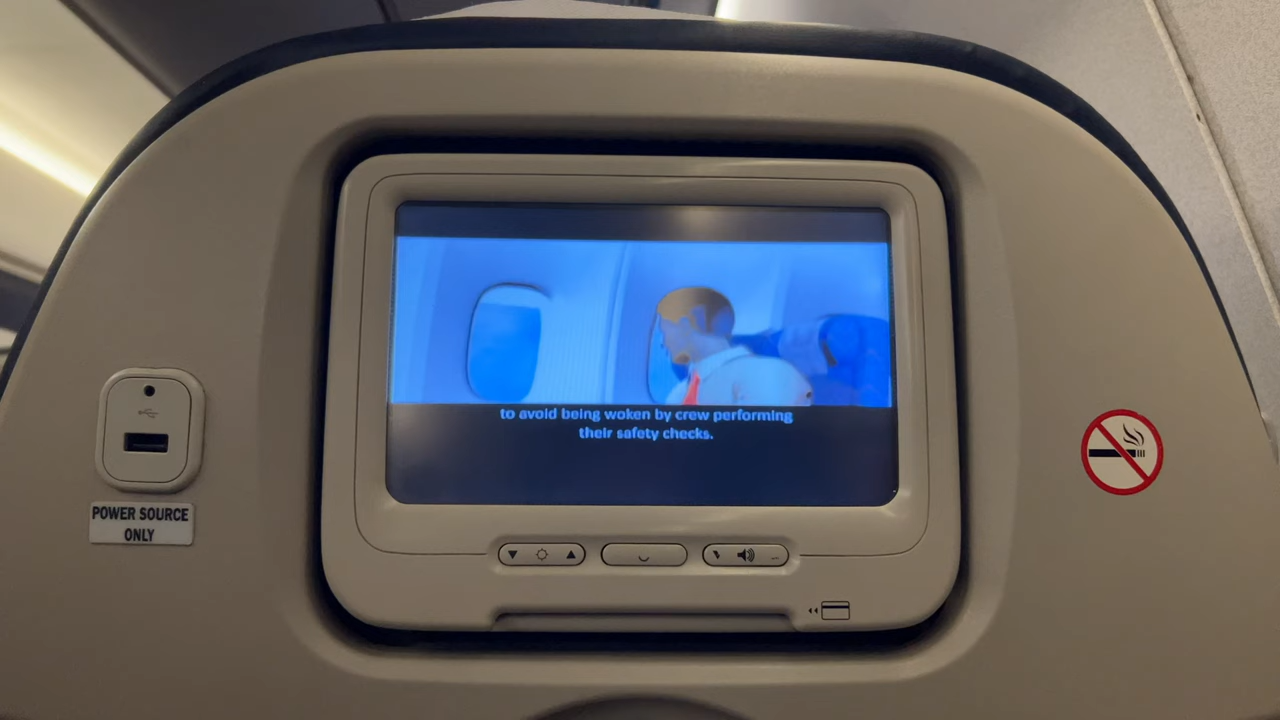 to avoid being woken by crew performing
their safety checks.
POWER SOURCE
ONLY